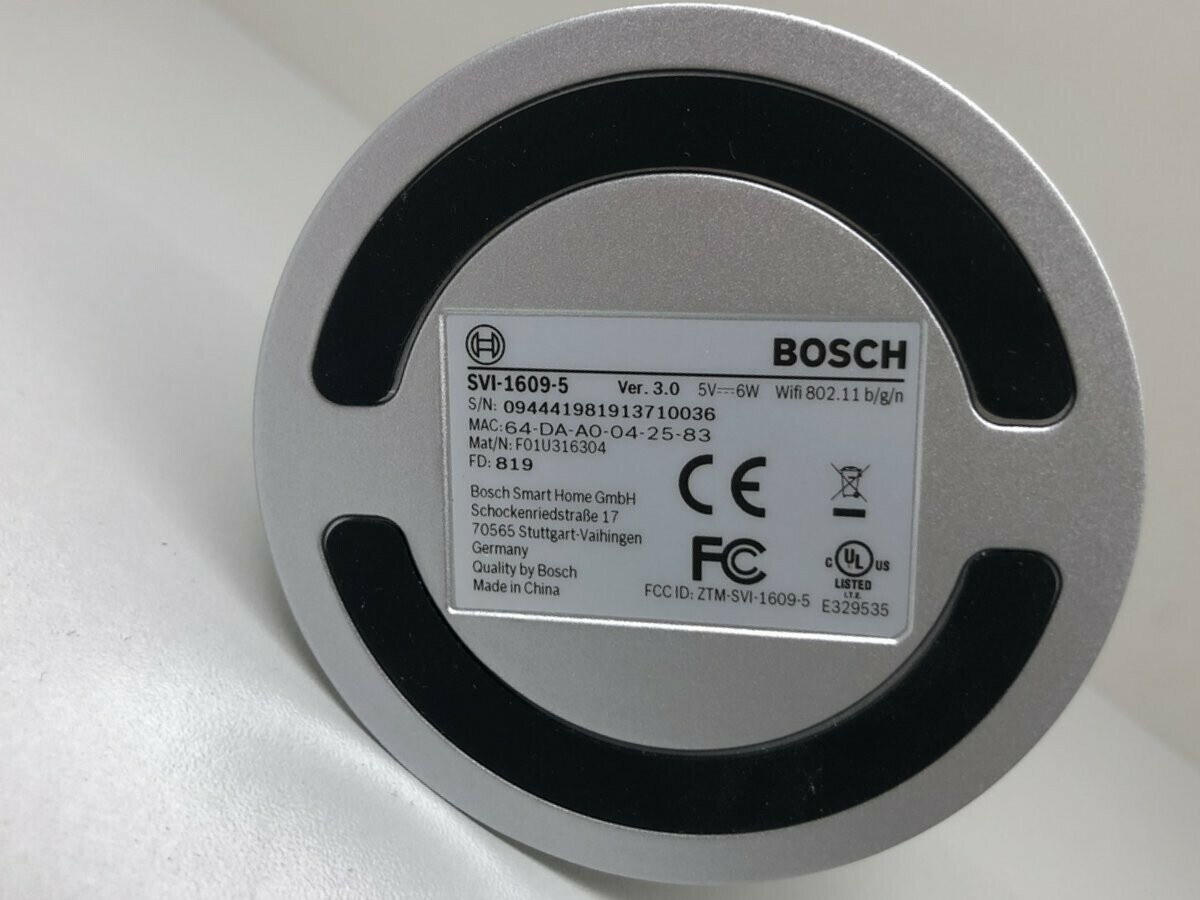 BOSCH
SVI-1609-5 Ver. 3.0 5V⎓6W Wifi 802.11 b/g/n
S/N: 094441981913710036
MAC: 64-DA-A0-04-25-83
Mat/N: F01U316304
FD: 819
Bosch Smart Home GmbH
Schockenriedstraße 17
70565 Stuttgart-Vaihingen
Germany
Quality by Bosch
Made in China
CE
FC
FCC ID: ZTM-SVI-1609-5
C UL US
LISTED
I.T.E.
E329535